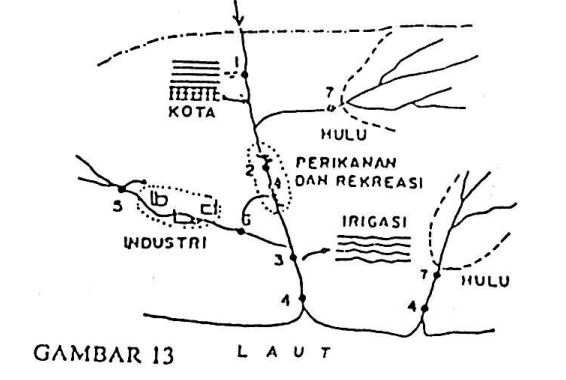 1
KOTA
7
HULU
2
PERIKANAN
DAN REKREASI
4
5
6
INDUSTRI
IRIGASI
3
7
HULU
4
4
GAMBAR 13
LAUT